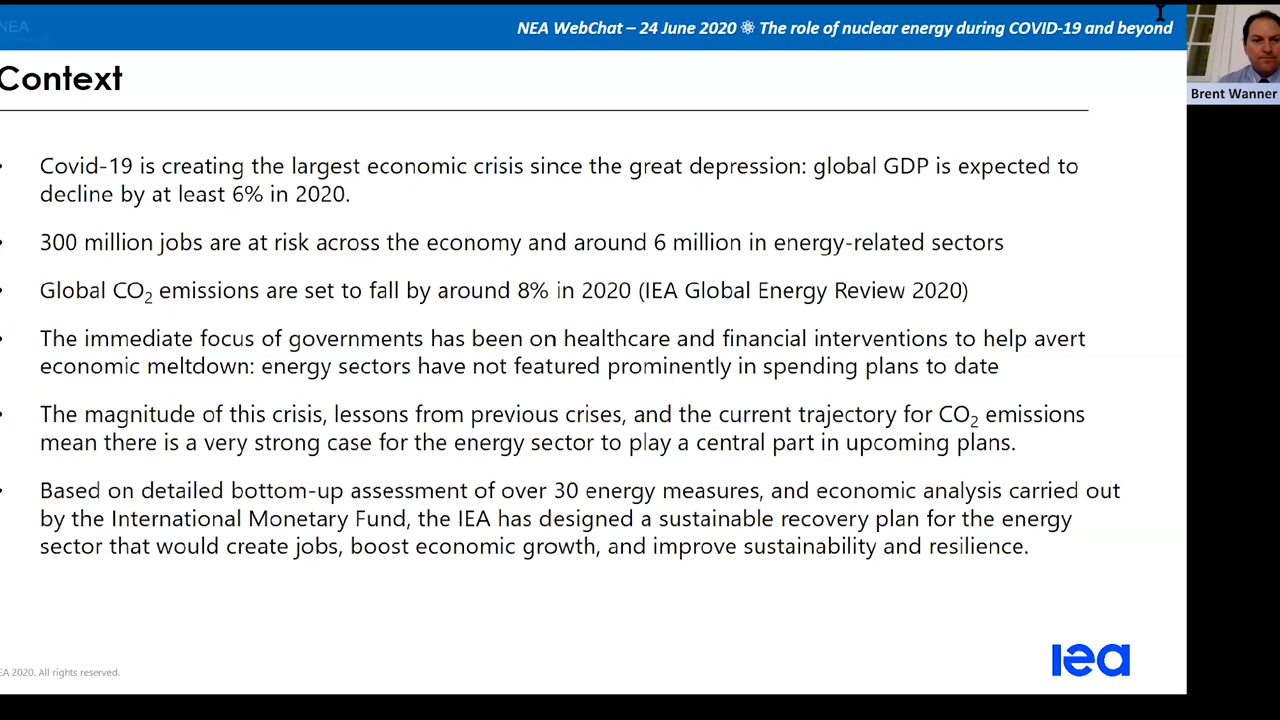 NEA
NEA WebChat – 24 June 2020 ⚛ The role of nuclear energy during COVID-19 and beyond
Brent Wanner
Context
• Covid-19 is creating the largest economic crisis since the great depression: global GDP is expected to
decline by at least 6% in 2020.
• 300 million jobs are at risk across the economy and around 6 million in energy-related sectors
• Global CO₂ emissions are set to fall by around 8% in 2020 (IEA Global Energy Review 2020)
• The immediate focus of governments has been on healthcare and financial interventions to help avert
economic meltdown: energy sectors have not featured prominently in spending plans to date
• The magnitude of this crisis, lessons from previous crises, and the current trajectory for CO₂ emissions
mean there is a very strong case for the energy sector to play a central part in upcoming plans.
• Based on detailed bottom-up assessment of over 30 energy measures, and economic analysis carried out
by the International Monetary Fund, the IEA has designed a sustainable recovery plan for the energy
sector that would create jobs, boost economic growth, and improve sustainability and resilience.
EA 2020. All rights reserved.
iea